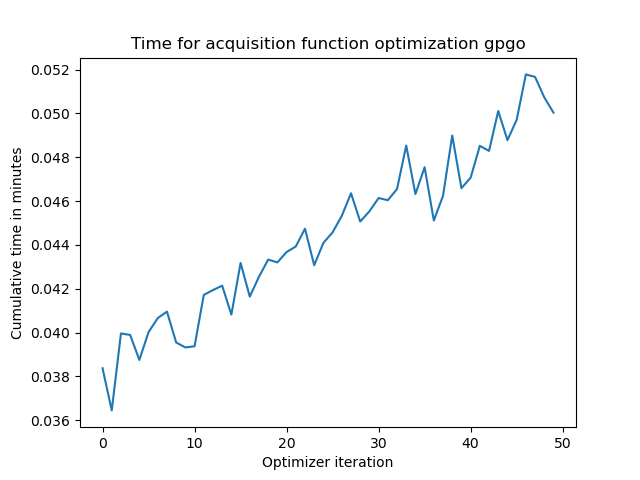 Time for acquisition function optimization gpgo
0.052
0.050
0.048
0.046
0.044
0.042
0.040
0.038
0.036
Cumulative time in minutes
0 10 20 30 40 50
Optimizer iteration